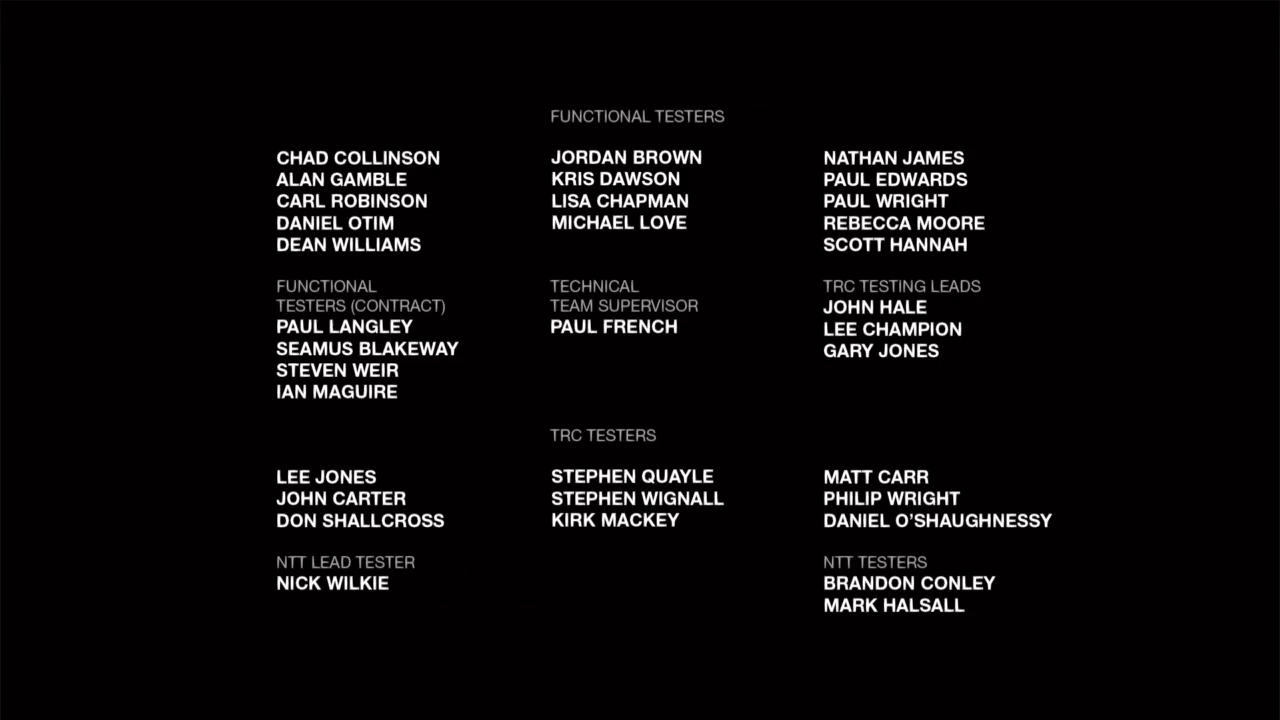 FUNCTIONAL TESTERS
CHAD COLLINSON
ALAN GAMBLE
CARL ROBINSON
DANIEL OTIM
DEAN WILLIAMS
JORDAN BROWN
KRIS DAWSON
LISA CHAPMAN
MICHAEL LOVE
NATHAN JAMES
PAUL EDWARDS
PAUL WRIGHT
REBECCA MOORE
SCOTT HANNAH
FUNCTIONAL
TESTERS (CONTRACT)
PAUL LANGLEY
SEAMUS BLAKEWAY
STEVEN WEIR
IAN MAGUIRE
TECHNICAL
TEAM SUPERVISOR
PAUL FRENCH
TRC TESTING LEADS
JOHN HALE
LEE CHAMPION
GARY JONES
TRC TESTERS
LEE JONES
JOHN CARTER
DON SHALLCROSS
STEPHEN QUAYLE
STEPHEN WIGNALL
KIRK MACKEY
MATT CARR
PHILIP WRIGHT
DANIEL O’SHAUGHNESSY
NTT LEAD TESTER
NICK WILKIE
NTT TESTERS
BRANDON CONLEY
MARK HALSALL